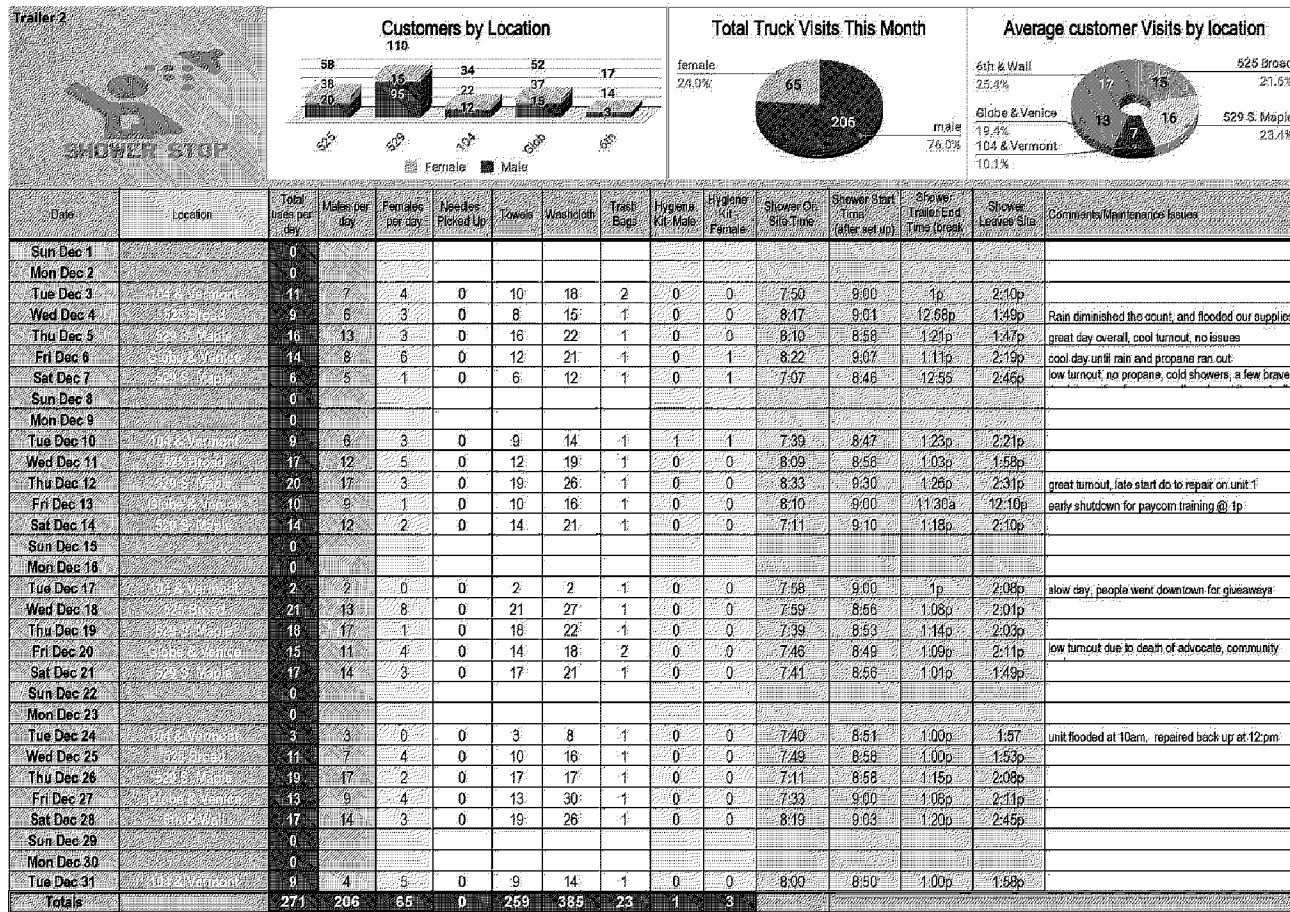 Trailer 2
SHOWER STOP
Customers by Location
110
58 34 52 17
38 15 22 37 14
20 95 12 15 3
525 529 104 Glob 6th
Female Male
Total Truck Visits This Month
female
24.0%
65
206
male
76.0%
Average customer Visits by location
6th & Wall
25.4%
Globe & Venice
19.4%
104 & Vermont
10.1%
525 Broad
21.6%
529 S. Maple
23.4%
17 15
13 16
7
Date Location Total uses per day Males per day Females per day Needles Picked Up Towels Washcloth Trash Bags Hygiene Kit-Male Hygiene Kit - Female Shower On Site Time Shower Start Time (after set up) Shower Trailer End Time (break Shower Leaves Site Comments/Maintenance Issues
Sun Dec 1 0
Mon Dec 2 0
Tue Dec 3 104 & Vermont 11 7 4 0 10 18 2 0 0 7:50 9:00 1p 2:10p
Wed Dec 4 525 Broad 9 6 3 0 8 15 1 0 0 8:17 9:01 12:58p 1:49p Rain diminished the count, and flooded our supplies
Thu Dec 5 529 S. Maple 16 13 3 0 16 22 1 0 0 8:10 8:58 1:21p 1:47p great day overall, cool turnout, no issues
Fri Dec 6 Globe & Venice 14 8 6 0 12 21 1 0 1 8:22 9:07 1:11p 2:19p cool day until rain and propane ran out
Sat Dec 7 529 S. Maple 6 5 1 0 6 12 1 0 1 7:07 8:46 12:55 2:46p low turnout, no propane, cold showers, a few brave
Sun Dec 8 0
Mon Dec 9 0
Tue Dec 10 104 & Vermont 9 6 3 0 9 14 1 1 1 7:39 8:47 1:23p 2:21p
Wed Dec 11 525 Broad 17 12 5 0 12 19 1 0 0 8:09 8:56 1:03p 1:58p
Thu Dec 12 529 S. Maple 20 17 3 0 19 26 1 0 0 8:33 9:30 1:26p 2:31p great turnout, late start do to repair on unit 1
Fri Dec 13 Globe & Venice 10 9 1 0 10 16 1 0 0 8:10 9:00 11:30a 12:10p early shutdown for paycom training @ 1p
Sat Dec 14 529 S. Maple 14 12 2 0 14 21 1 0 0 7:11 9:10 1:18p 2:10p
Sun Dec 15 0
Mon Dec 16 0
Tue Dec 17 104 & Vermont 2 2 0 0 2 2 1 0 0 7:58 9:00 1p 2:08p slow day, people went downtown for giveaways
Wed Dec 18 525 Broad 21 13 8 0 21 27 1 0 0 7:59 8:56 1:08p 2:01p
Thu Dec 19 529 S. Maple 18 17 1 0 18 22 1 0 0 7:39 8:53 1:14p 2:03p
Fri Dec 20 Globe & Venice 15 11 4 0 14 18 2 0 0 7:46 8:49 1:09p 2:11p low turnout due to death of advocate, community
Sat Dec 21 529 S. Maple 17 14 3 0 17 21 1 0 0 7:41 8:56 1:01p 1:49p
Sun Dec 22 0
Mon Dec 23 0
Tue Dec 24 104 & Vermont 3 3 0 0 3 8 1 0 0 7:40 8:51 1:00p 1:57 unit flooded at 10am, repaired back up at 12:pm
Wed Dec 25 525 Broad 11 7 4 0 10 16 1 0 0 7:49 8:58 1:00p 1:53p
Thu Dec 26 529 S. Maple 19 17 2 0 17 17 1 0 0 7:11 8:58 1:15p 2:08p
Fri Dec 27 Globe & Venice 13 9 4 0 13 30 1 0 0 7:33 9:00 1:08p 2:11p
Sat Dec 28 6th & Wall 17 14 3 0 19 26 1 0 0 8:19 9:03 1:20p 2:45p
Sun Dec 29 0
Mon Dec 30 0
Tue Dec 31 104 & Vermont 9 4 5 0 9 14 1 0 0 8:00 8:50 1:00p 1:58p
Totals 271 206 65 0 259 385 23 1 3